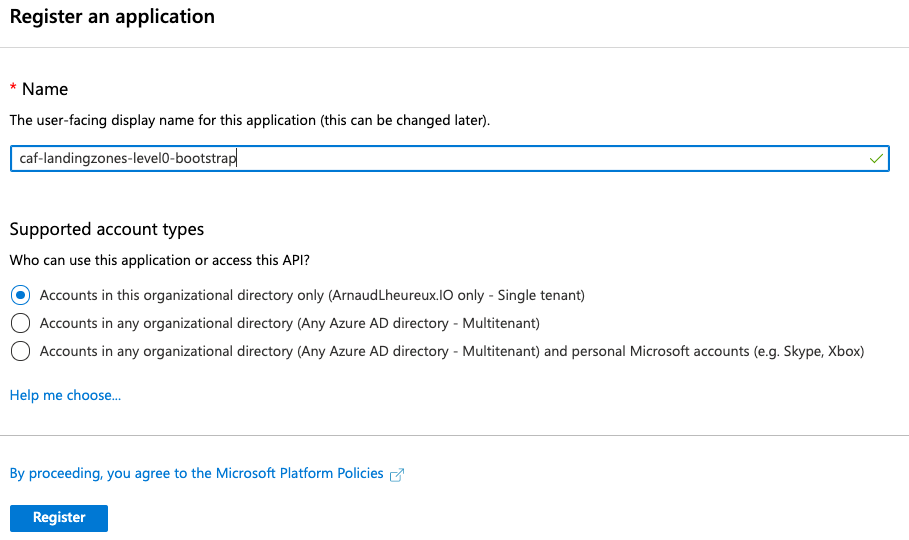 Register an application
* Name
The user-facing display name for this application (this can be changed later).
caf-landingzones-level0-bootstrap
Supported account types
Who can use this application or access this API?
Accounts in this organizational directory only (ArnaudLheureux.IO only - Single tenant)
Accounts in any organizational directory (Any Azure AD directory - Multitenant)
Accounts in any organizational directory (Any Azure AD directory - Multitenant) and personal Microsoft accounts (e.g. Skype, Xbox)
Help me choose...
By proceeding, you agree to the Microsoft Platform Policies
Register